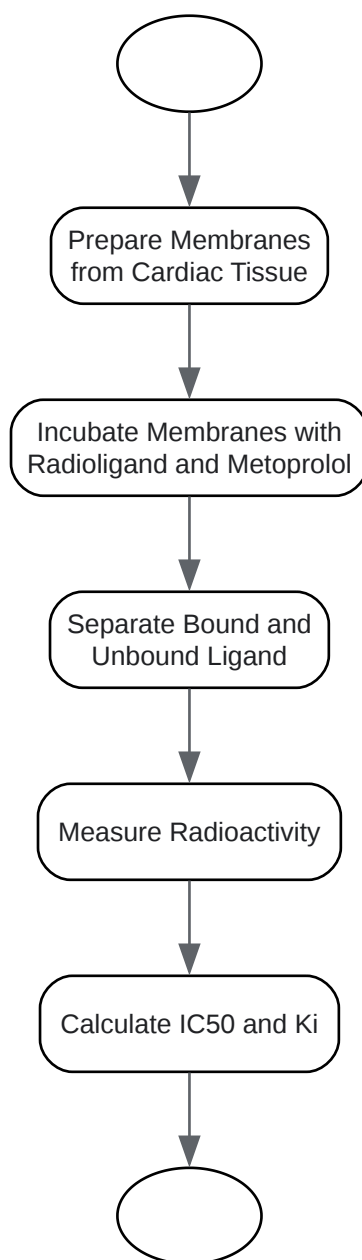 Prepare Membranes
from Cardiac Tissue
Incubate Membranes with
Radioligand and Metoprolol
Separate Bound and
Unbound Ligand
Measure Radioactivity
Calculate IC50 and Ki